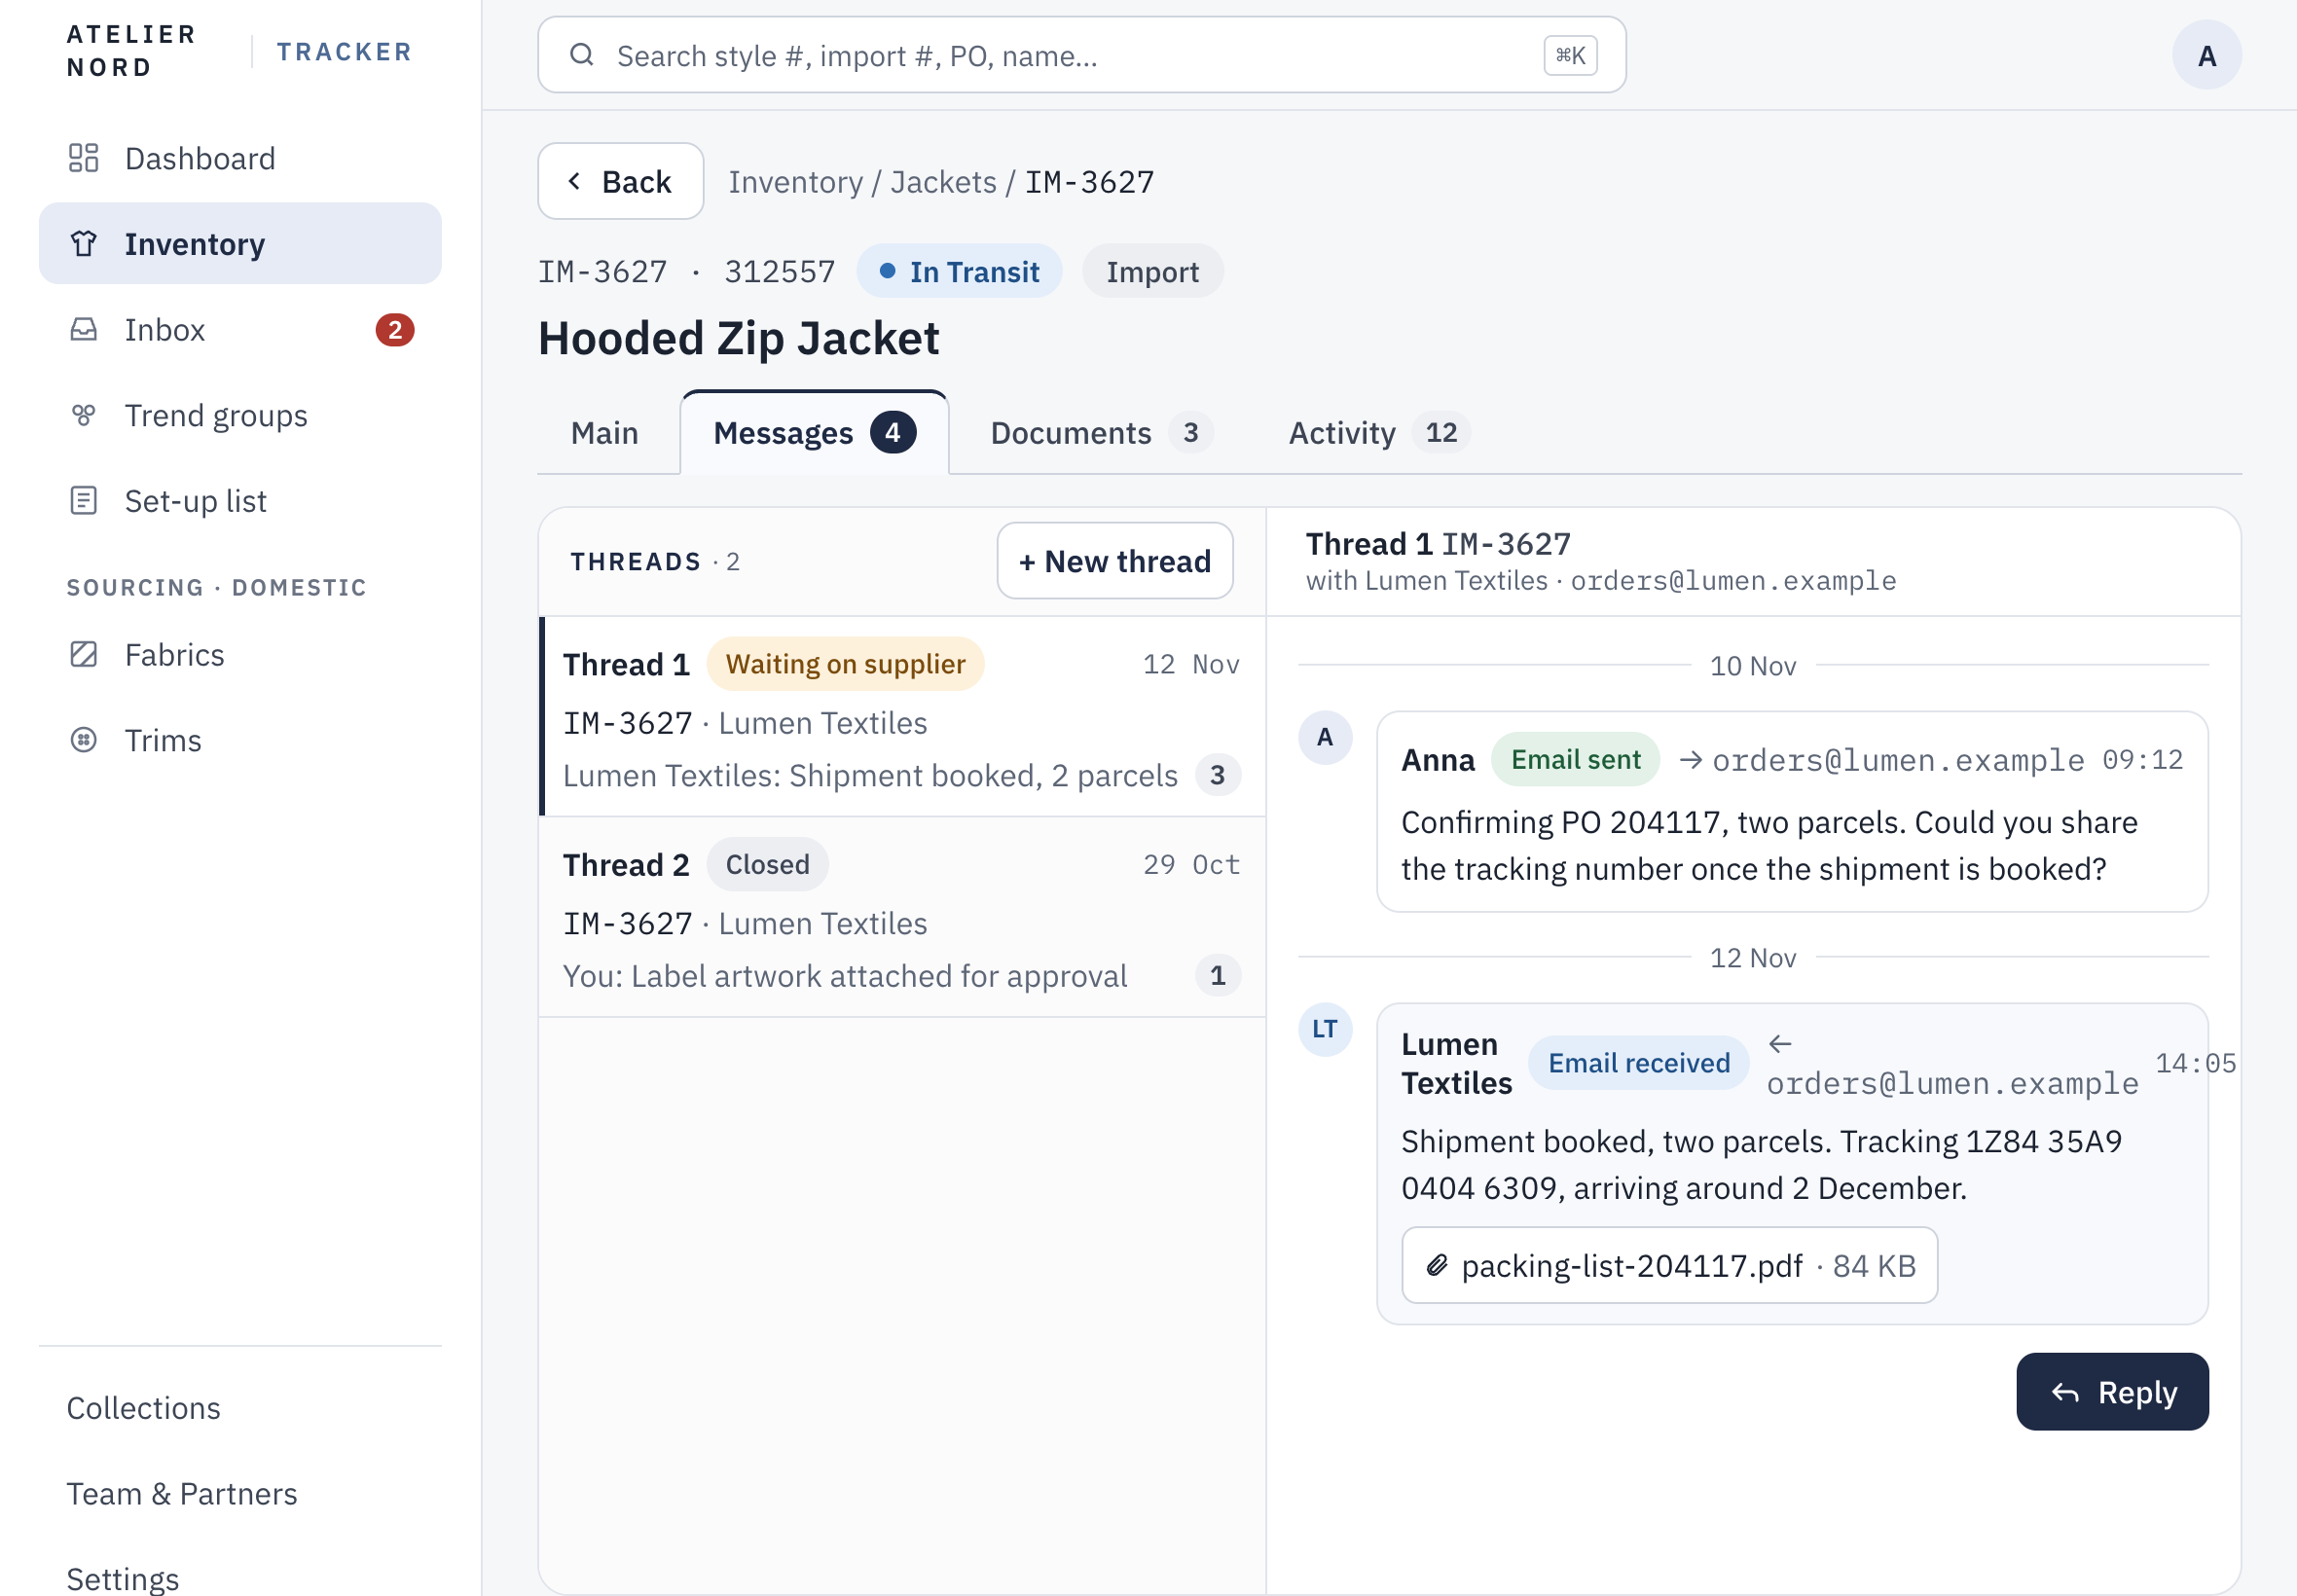 ATELIER
NORD
TRACKER
Search style #, import #, PO, name...
⌘K
A
Dashboard
Inventory
Inbox 2
Trend groups
Set-up list
SOURCING · DOMESTIC
Fabrics
Trims
Collections
Team & Partners
Settings
Back
Inventory / Jackets / IM-3627
IM-3627 · 312557 In Transit Import
Hooded Zip Jacket
Main Messages 4 Documents 3 Activity 12
THREADS · 2 + New thread
Thread 1 Waiting on supplier 12 Nov
IM-3627 · Lumen Textiles
Lumen Textiles: Shipment booked, 2 parcels 3
Thread 2 Closed 29 Oct
IM-3627 · Lumen Textiles
You: Label artwork attached for approval 1
Thread 1 IM-3627
with Lumen Textiles · orders@lumen.example
10 Nov
A
Anna Email sent → orders@lumen.example 09:12
Confirming PO 204117, two parcels. Could you share
the tracking number once the shipment is booked?
12 Nov
LT
Lumen
Textiles
Email received
←
orders@lumen.example
14:05
Shipment booked, two parcels. Tracking 1Z84 35A9
0404 6309, arriving around 2 December.
packing-list-204117.pdf · 84 KB
Reply